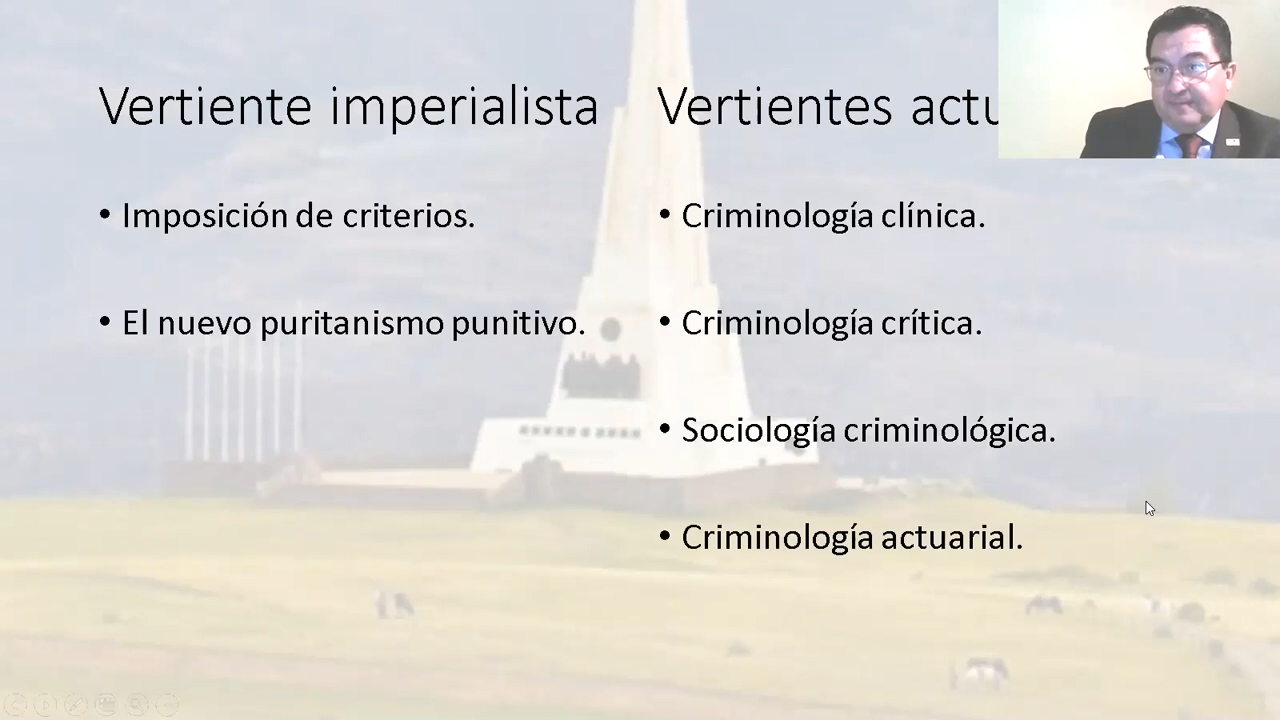 Vertiente imperialista
• Imposición de criterios.
• El nuevo puritanismo punitivo.
Vertientes actu
• Criminología clínica.
• Criminología crítica.
• Sociología criminológica.
• Criminología actuarial.